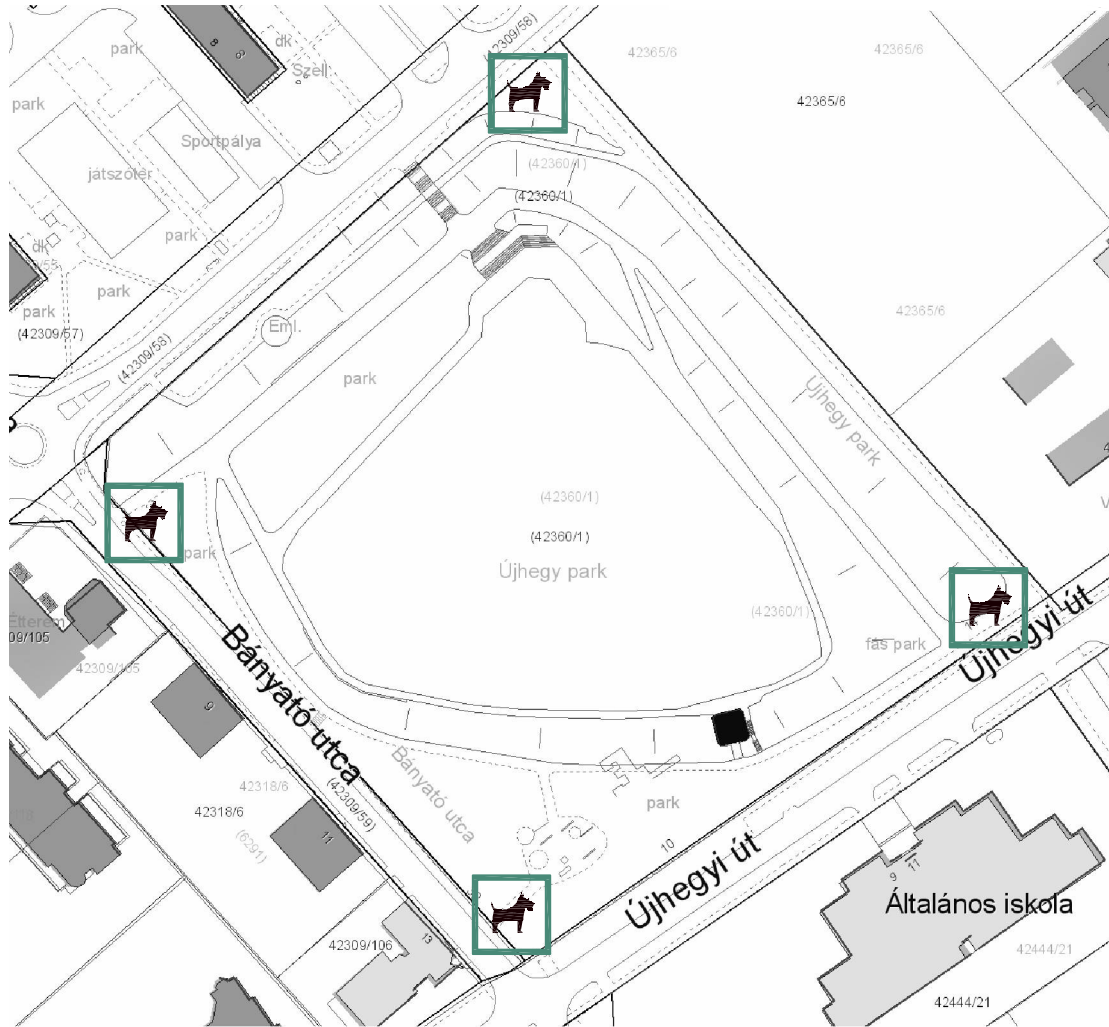 park
8
dk
Szell.
(42309/58)
42365/6
42365/6
42365/6
park
Sportpálya
játszótér
(42360/1)
(42360/1)
park
dk
park
park
(42309/57)
(42309/58)
Eml.
park
42365/6
Újhegy park
(42360/1)
(42360/1)
Újhegy park
park
Étterem
09/105
42309/105
9
Bányató utca
(42360/1)
fás park
Újhegyi út
42318/6
42318/6
(6291)
11
(42309/59)
Bányató utca
park
10
Újhegyi út
9
11
Általános iskola
13
42309/106
42444/21
42444/21